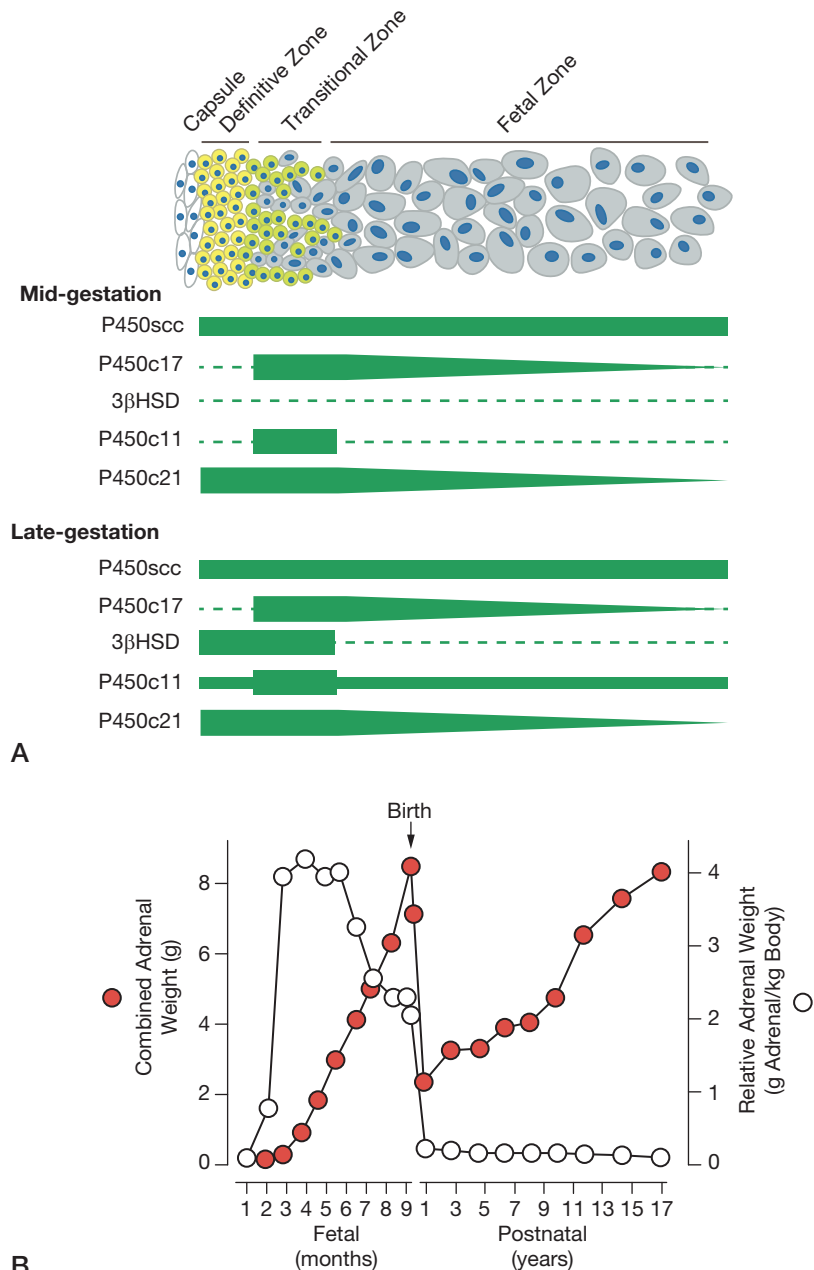 Capsule
Definitive Zone
Transitional Zone
Fetal Zone
Mid-gestation
P450scc
P450c17
3βHSD
P450c11
P450c21
Late-gestation
P450scc
P450c17
3βHSD
P450c11
P450c21
A
Birth
8
6
4
2
0
Combined Adrenal
Weight (g)
4
3
2
1
0
Relative Adrenal Weight
(g Adrenal/kg Body)
1 2 3 4 5 6 7 8 9 1 3 5 7 9 11 13 15 17
Fetal
(months)
Postnatal
(years)
B